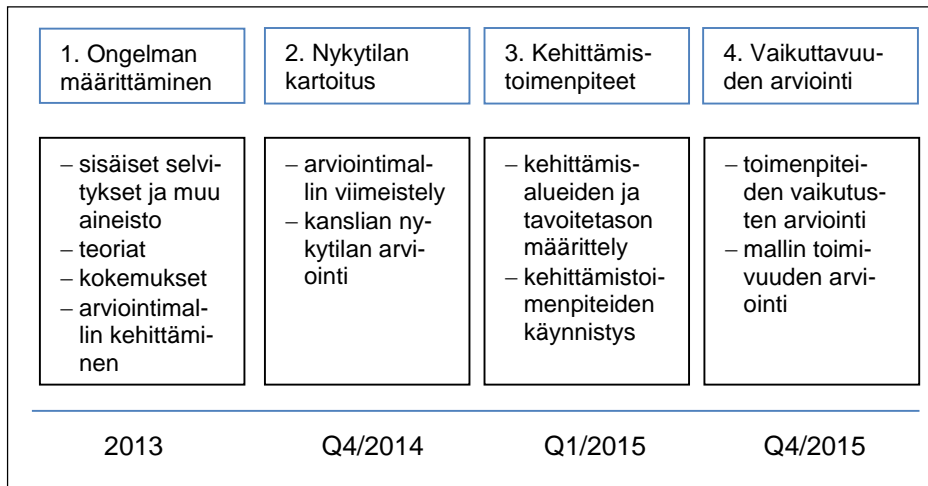 1. Ongelman
määrittäminen
2. Nykytilan
kartoitus
3. Kehittämis-
toimenpiteet
4. Vaikuttavuu-
den arviointi
– sisäiset selvi-
tykset ja muu
aineisto
– teoriat
– kokemukset
– arviointimal-
lin kehittämi-
nen
– arviointimal-
lin viimeistely
– kanslian ny-
kytilan arvi-
ointi
– kehittämis-
alueiden ja
tavoitetason
määrittely
– kehittämistoi-
menpiteiden
käynnistys
– toimenpitei-
den vaikutus-
ten arviointi
– mallin toimi-
vuuden arvi-
ointi
2013
Q4/2014
Q1/2015
Q4/2015